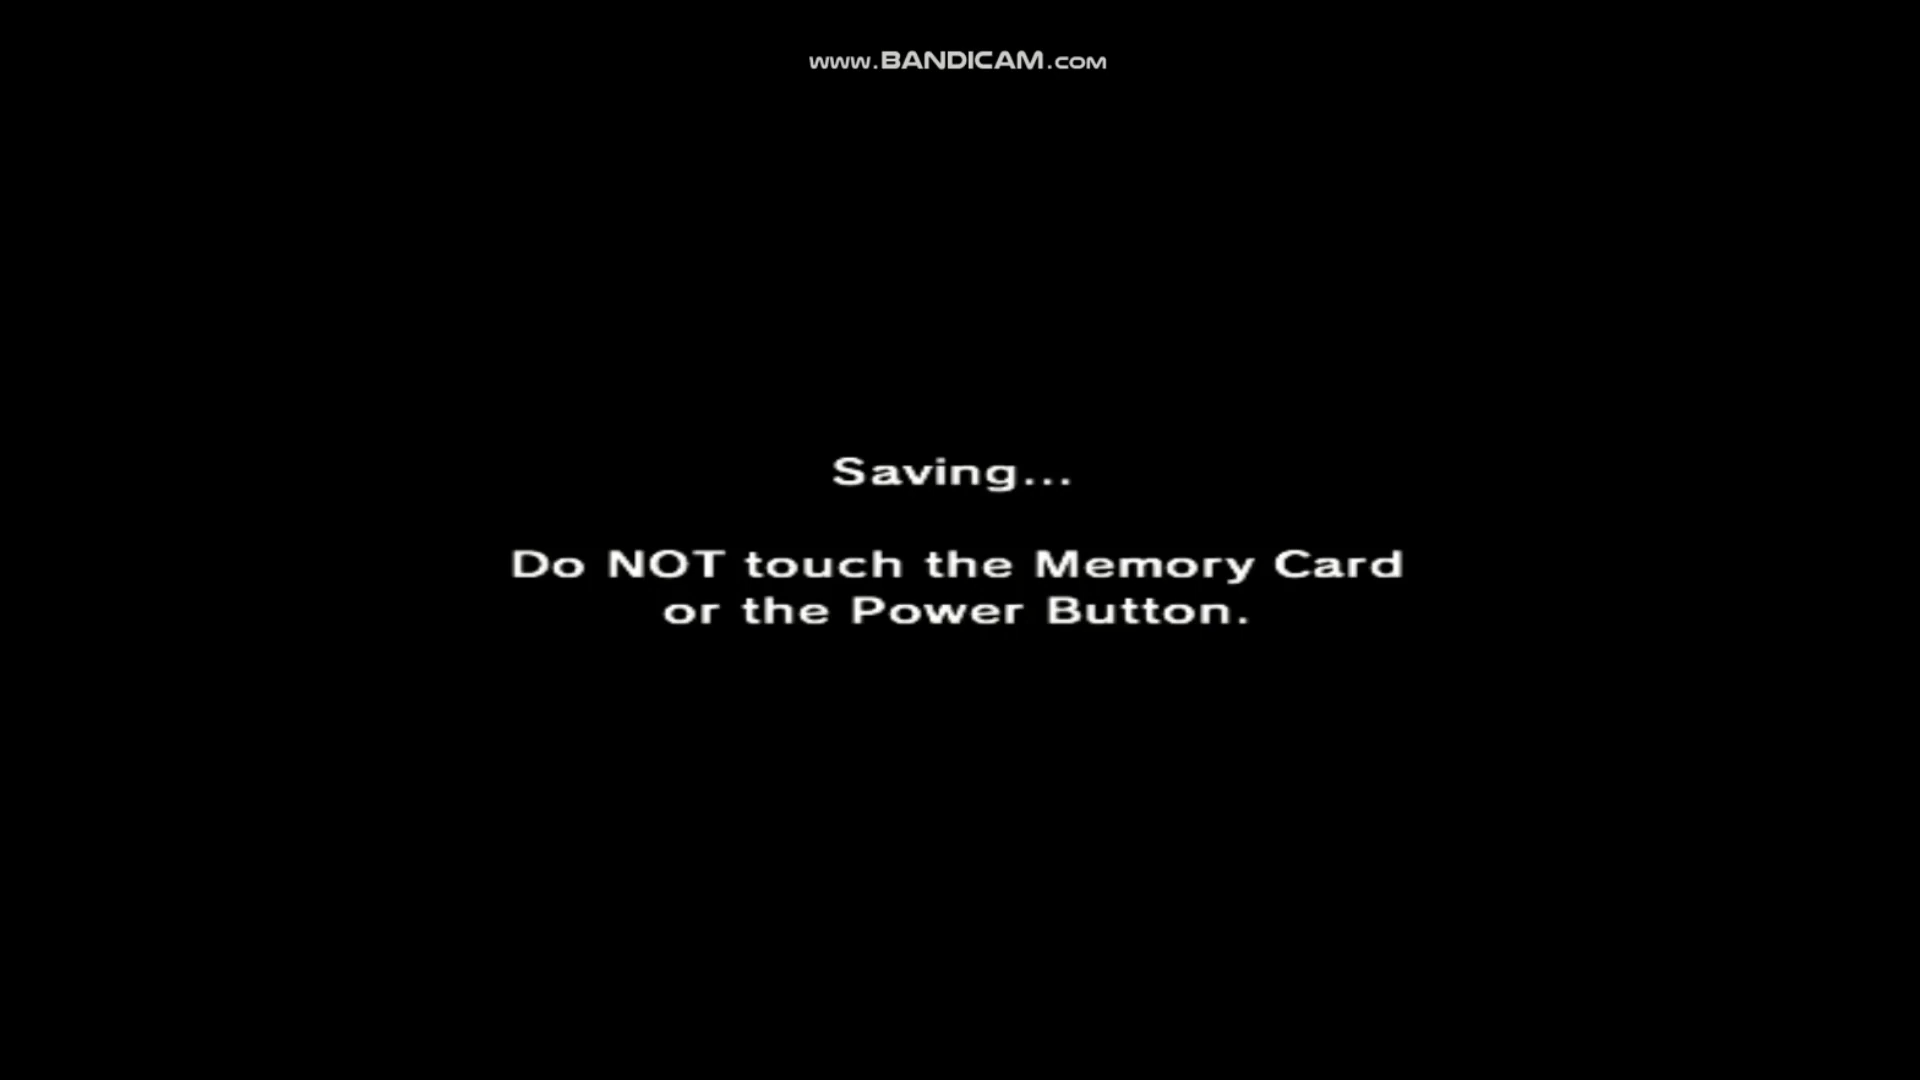 www.BANDICAM.com
Saving...
Do NOT touch the Memory Card
or the Power Button.